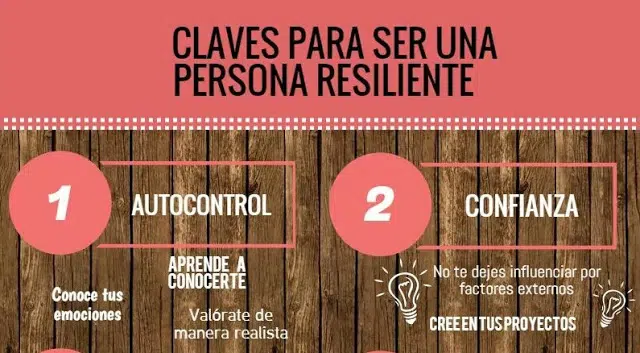 CLAVES PARA SER UNA
PERSONA RESILIENTE
1
AUTOCONTROL
APRENDE A
CONOCERTE
Conoce tus
emociones
Valórate de
manera realista
2
CONFIANZA
No te dejes influenciar por
factores externos
CREE EN TUS PROYECTOS